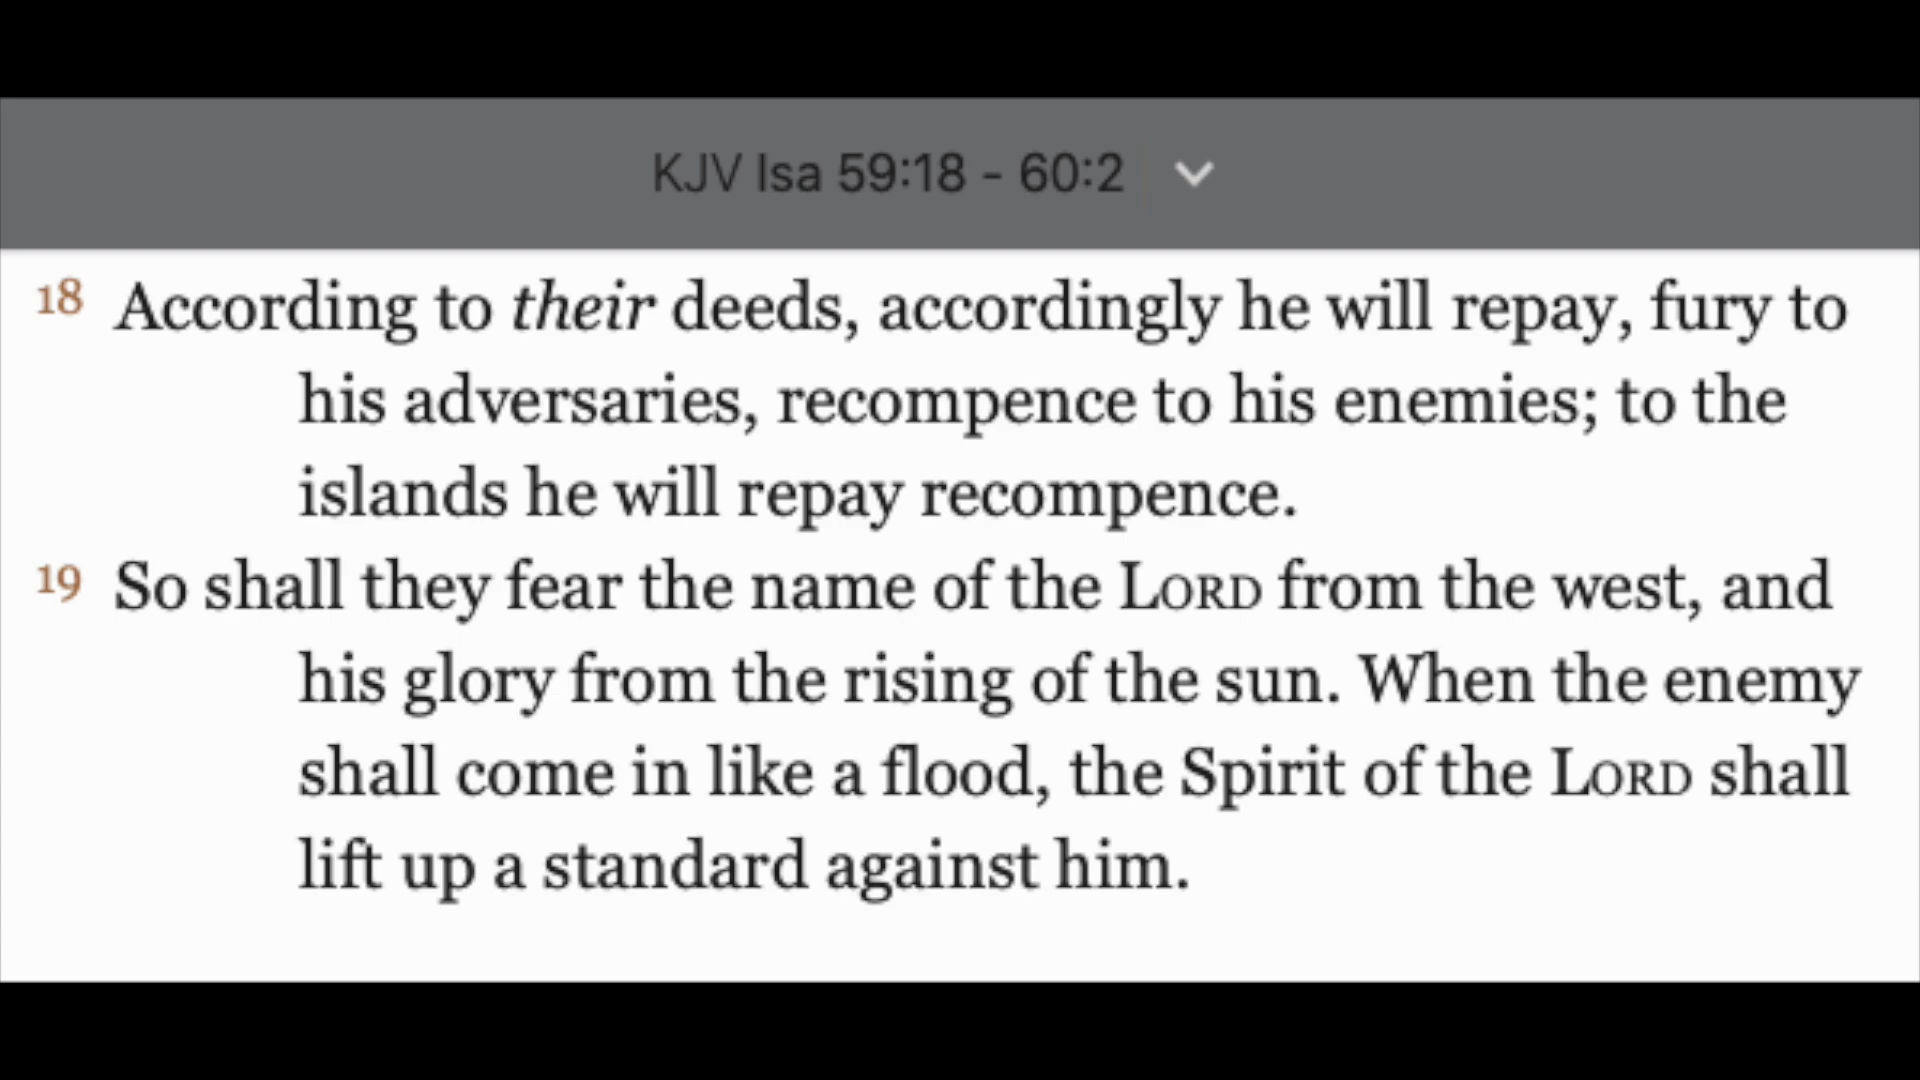 KJV Isa 59:18 - 60:2
18 According to their deeds, accordingly he will repay, fury to
his adversaries, recompence to his enemies; to the
islands he will repay recompence.
19 So shall they fear the name of the LORD from the west, and
his glory from the rising of the sun. When the enemy
shall come in like a flood, the Spirit of the LORD shall
lift up a standard against him.